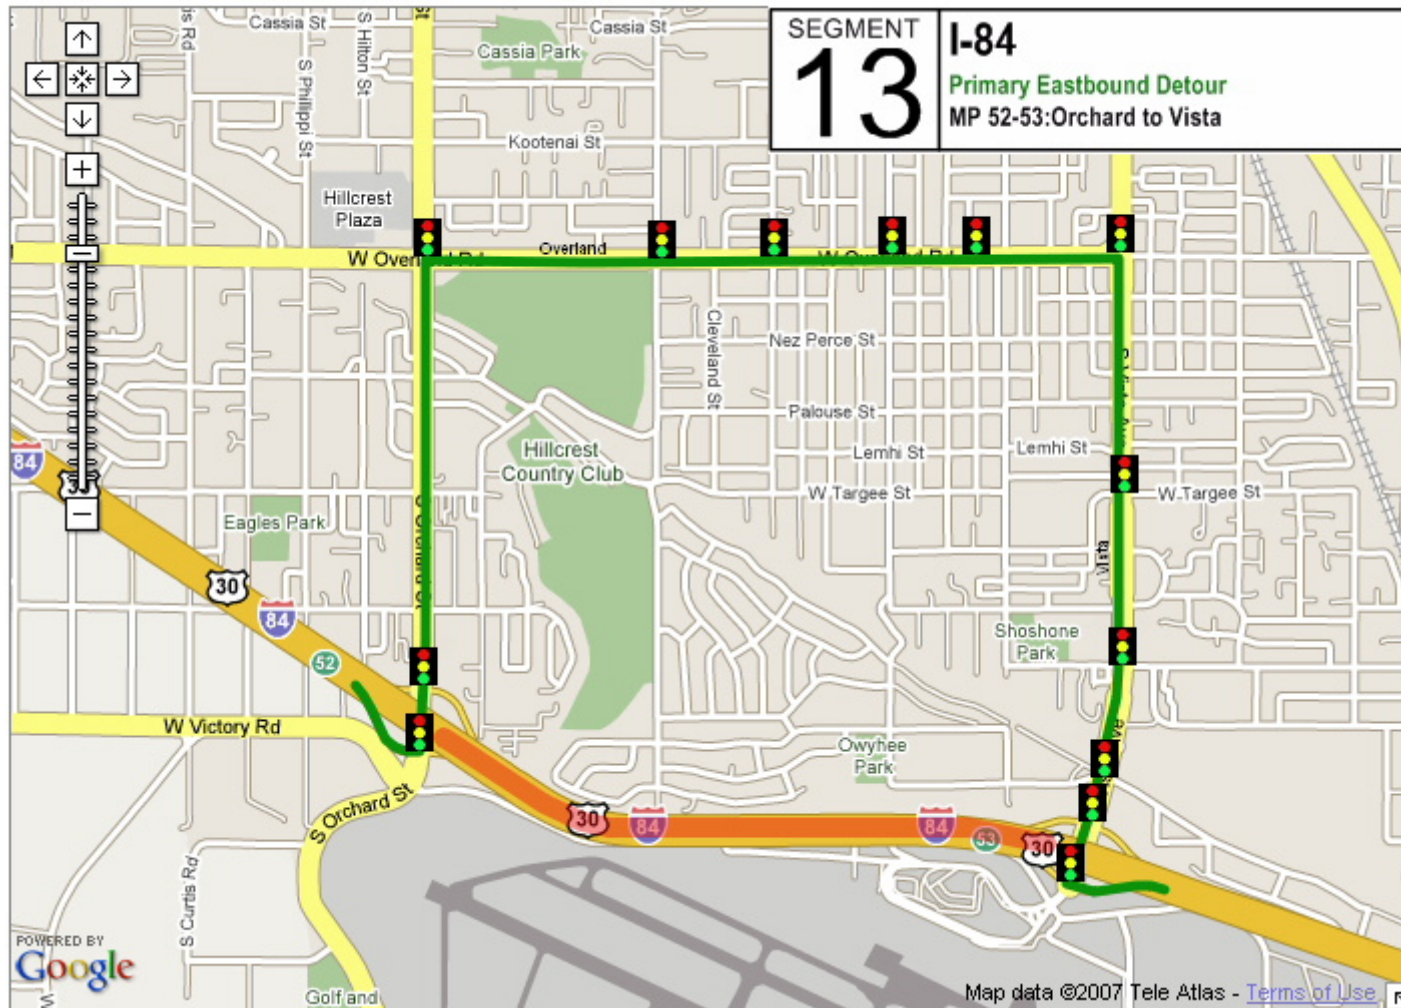 SEGMENT
13
I-84
Primary Eastbound Detour
MP 52-53:Orchard to Vista
Cassia St
S Hilton St
S Phillippi St
Cassia Park
Cassia St
Kootenai St
Hillcrest
Plaza
W Overland Rd
Overland
Nez Perce St
Cleveland St
Palouse St
Lemhi St
Lemhi St
Hillcrest
Country Club
W Targee St
W Targee St
84
Eagles Park
S Orchard St
Vista
30
84
52
Shoshone
Park
W Victory Rd
Owyhee
Park
S Orchard St
30
84
84
53
30
S Curtis Rd
POWERED BY
Google
Golf and
Map data ©2007 Tele Atlas - Terms of Use